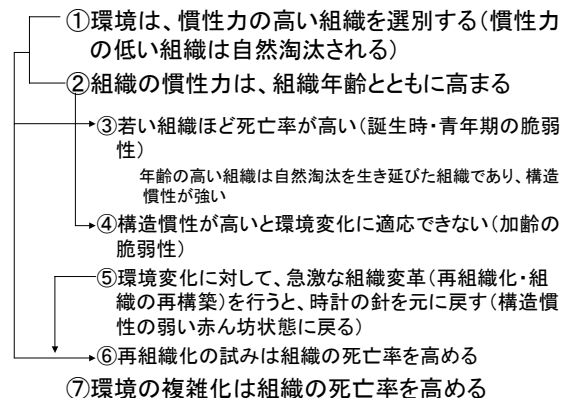 ①環境は、慣性力の高い組織を選別する（慣性力
の低い組織は自然淘汰される）
②組織の慣性力は、組織年齢とともに高まる
③若い組織ほど死亡率が高い（誕生時・青年期の脆弱
性）
年齢の高い組織は自然淘汰を生き延びた組織であり、構造
慣性が強い
④構造慣性が高いと環境変化に適応できない（加齢の
脆弱性）
⑤環境変化に対して、急激な組織変革（再組織化・組
織の再構築）を行うと、時計の針を元に戻す（構造慣
性の弱い赤ん坊状態に戻る）
⑥再組織化の試みは組織の死亡率を高める
⑦環境の複雑化は組織の死亡率を高める